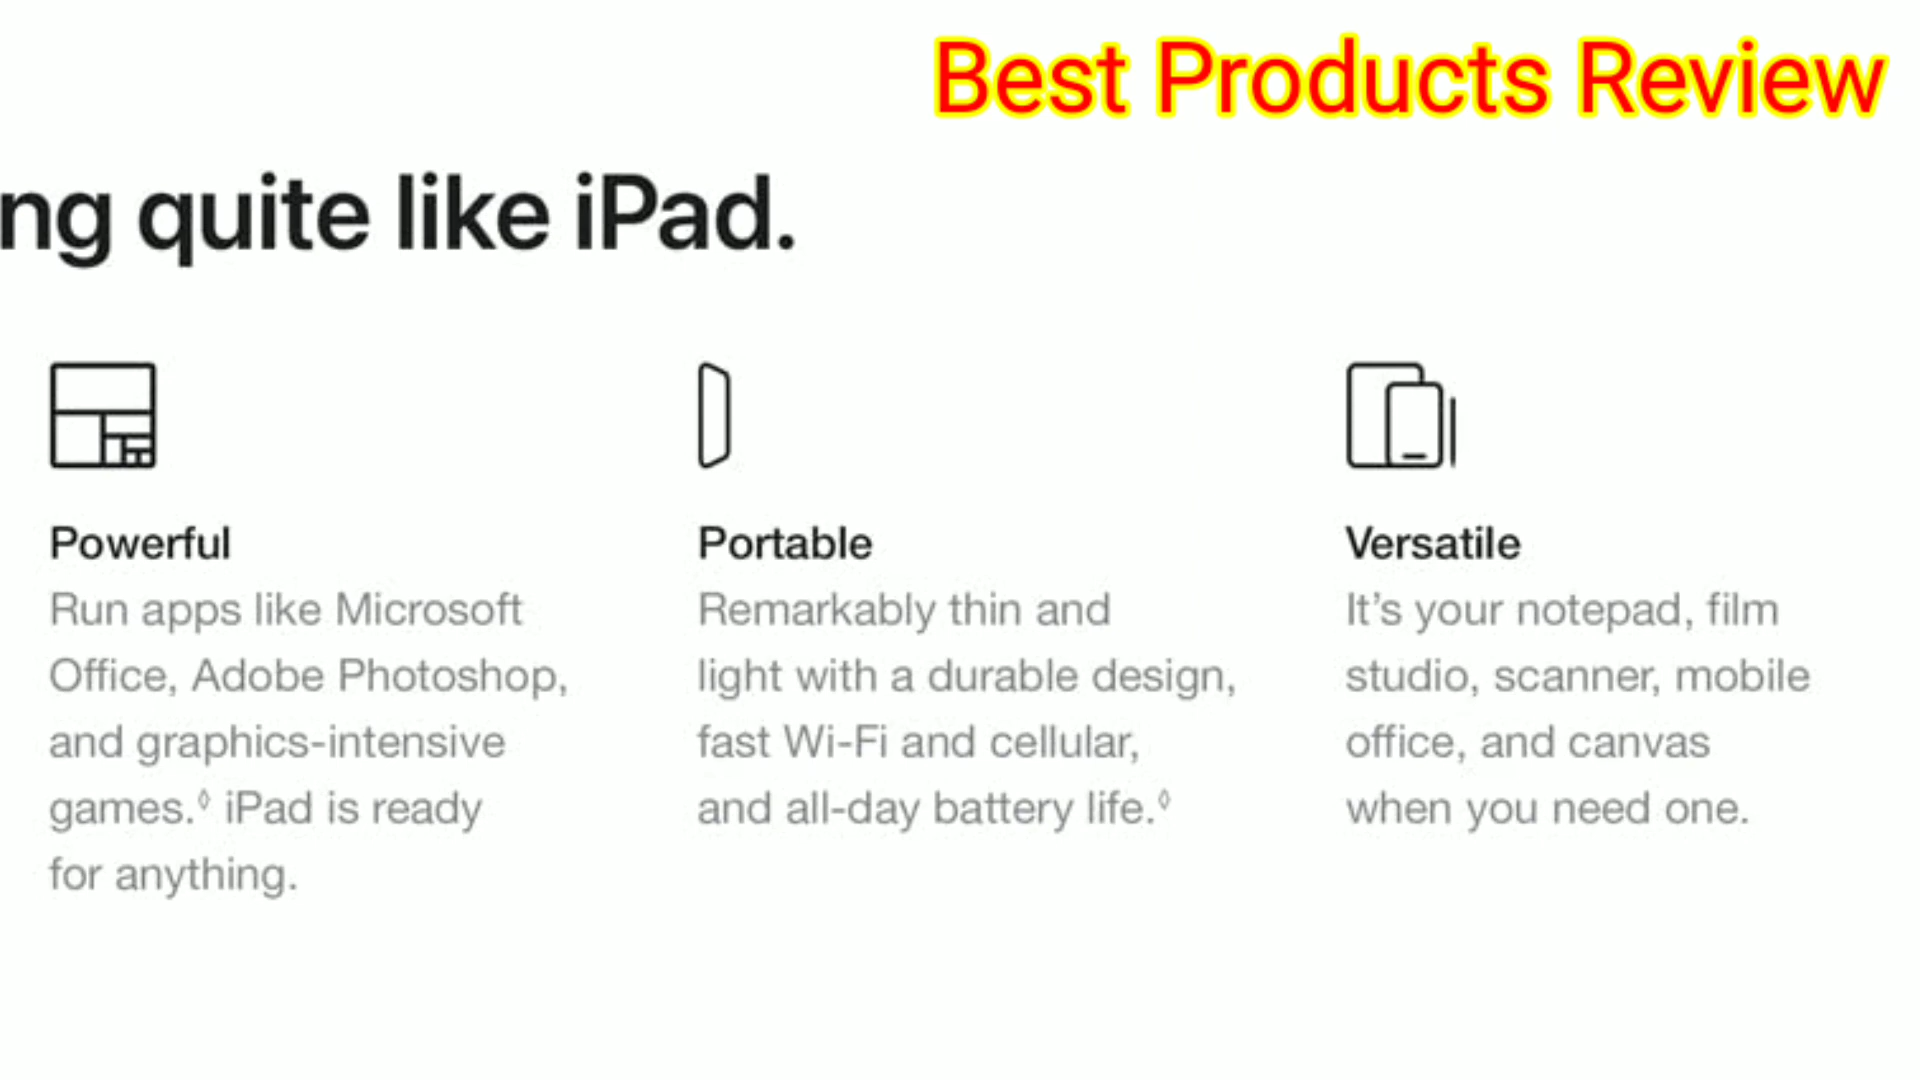 Best Products Review
ng quite like iPad.
Powerful
Run apps like Microsoft
Office, Adobe Photoshop,
and graphics-intensive
games.◊ iPad is ready
for anything.
Portable
Remarkably thin and
light with a durable design,
fast Wi-Fi and cellular,
and all-day battery life.◊
Versatile
It’s your notepad, film
studio, scanner, mobile
office, and canvas
when you need one.